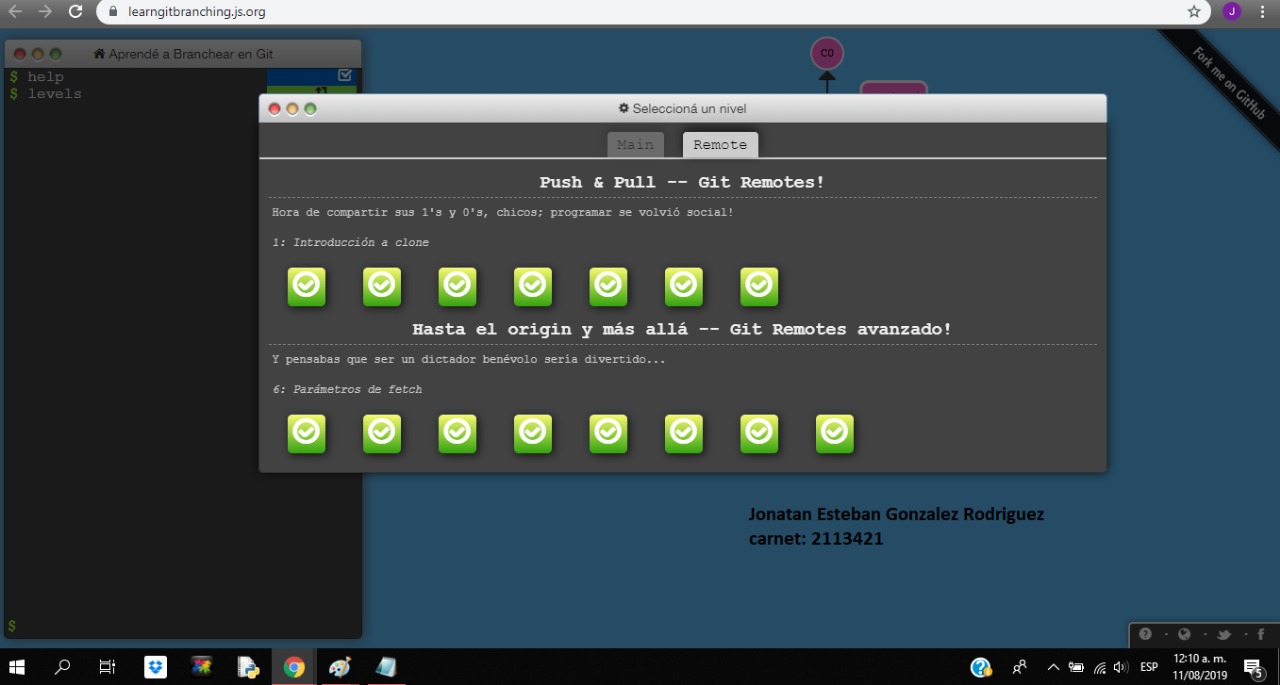 learngitbranching.js.org
J
Aprendé a Branchear en Git
$ help
$ levels
C0
Fork me on GitHub
Seleccioná un nivel
Main
Remote
Push & Pull -- Git Remotes!
Hora de compartir sus 1's y 0's, chicos; programar se volvió social!
1: Introducción a clone
Hasta el origin y más allá -- Git Remotes avanzado!
Y pensabas que ser un dictador benévolo sería divertido...
6: Parámetros de fetch
Jonatan Esteban Gonzalez Rodriguez
carnet: 2113421
$
ESP
12:10 a. m.
11/08/2019
5